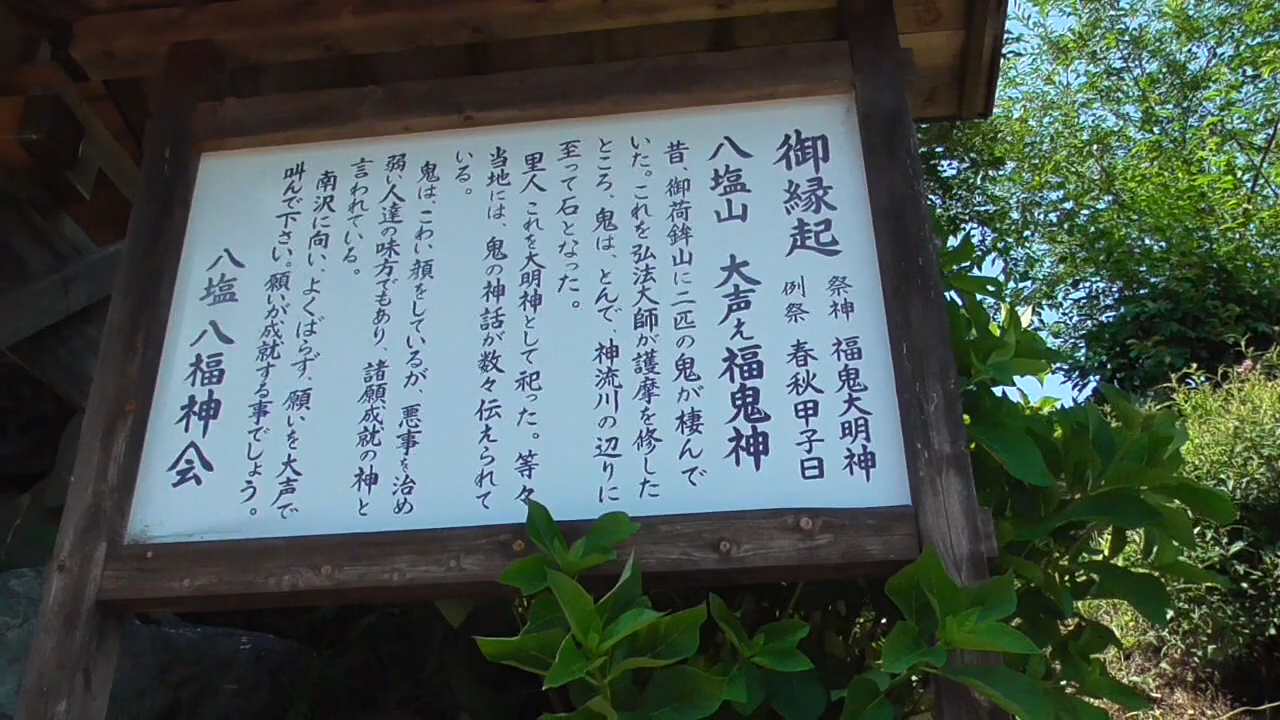 御縁起
祭神 福鬼大明神
例祭 春秋甲子日
八塩山 大声え福鬼神
昔、御荷鉾山に二匹の鬼が棲んで
いた。これを弘法大師が護摩を修した
ところ、鬼は、とんで、神流川の辺りに
至って石となった。
里人これを大明神として祀った。等々
当地には、鬼の神話が数々伝えられて
いる。
鬼は、こわい顔をしているが、悪事を治め
弱い人達の味方でもあり、諸願成就の神と
言われている。
南沢に向い、よくばらず、願いを大声で
叫んで下さい。願いが成就する事でしょう。
八塩 八福神会